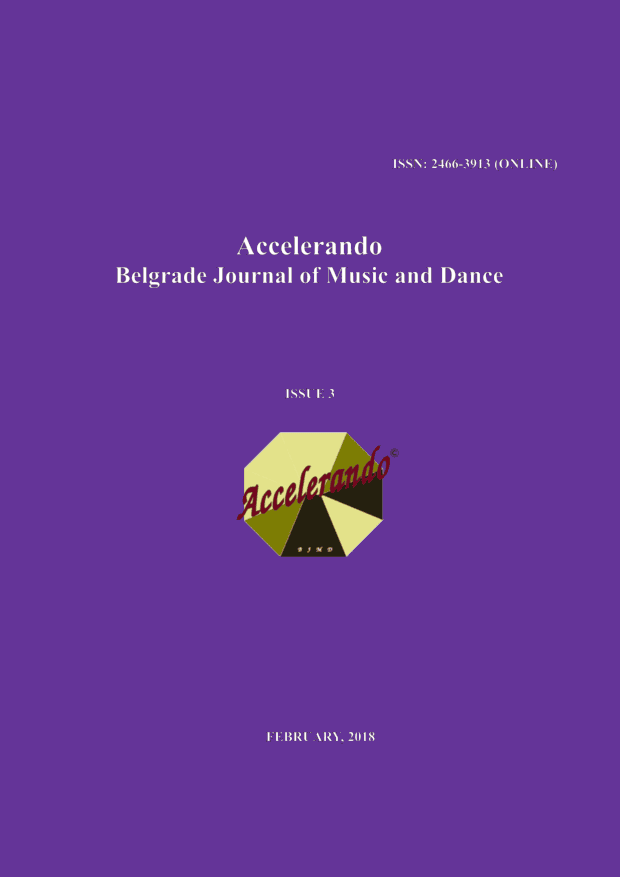 ISSN: 2466-3913 (ONLINE)
Accelerando
Belgrade Journal of Music and Dance
ISSUE 3
Accelerando©
B J M D
FEBRUARY, 2018